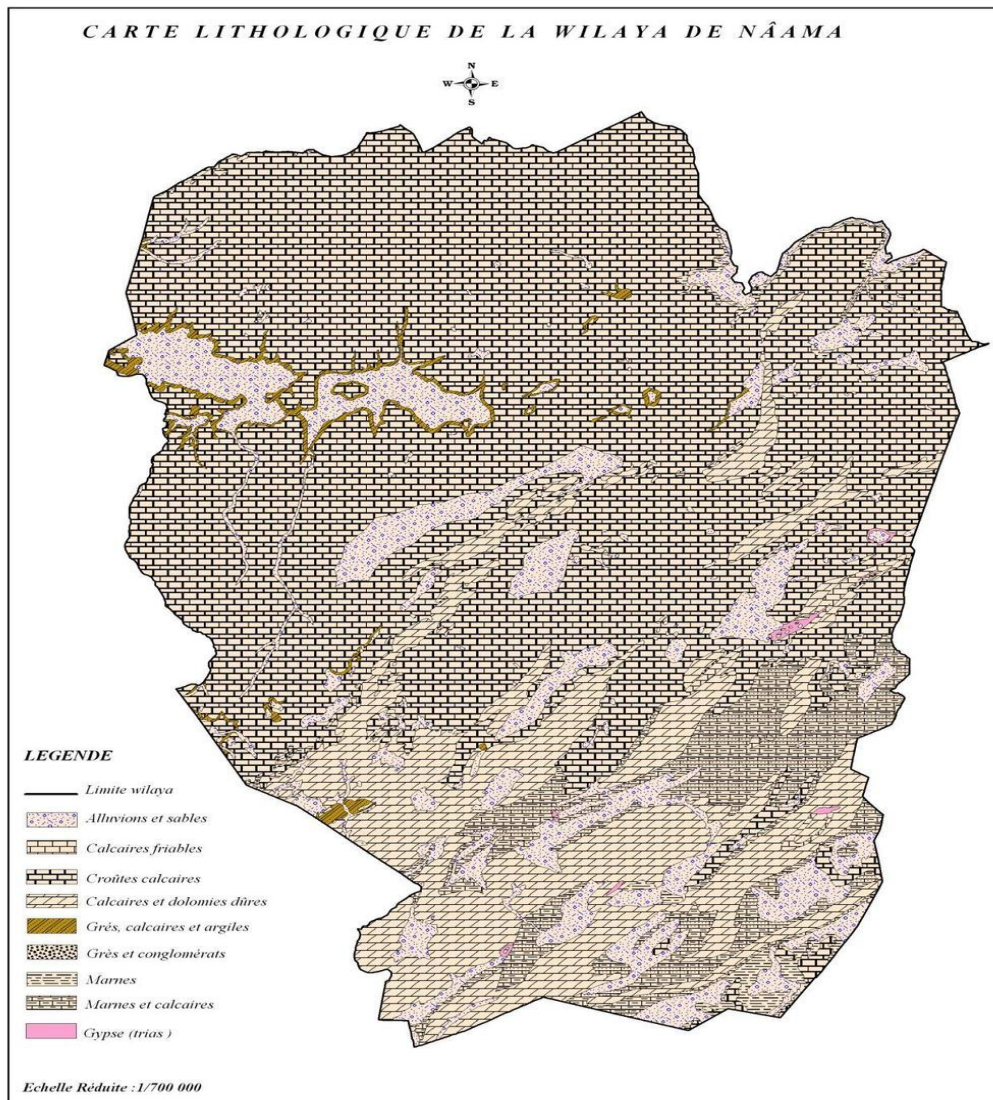 CARTE LITHOLOGIQUE DE LA WILAYA DE NÂAMA
N
W E
S
LEGENDE
Limite wilaya
Alluvions et sables
Calcaires friables
Croûtes calcaires
Calcaires et dolomies dûres
Grés, calcaires et argiles
Grès et conglomérats
Marnes
Marnes et calcaires
Gypse (trias )
Echelle Réduite :1/700 000